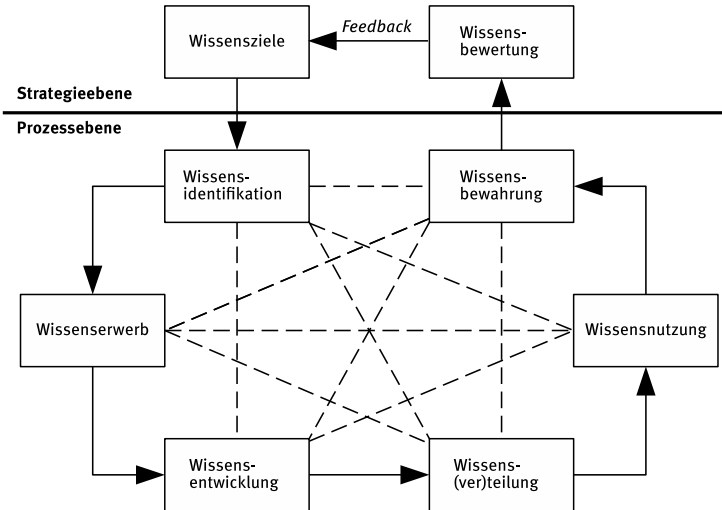 Wissensziele
Feedback
Wissens-
bewertung
Strategieebene
Prozessebene
Wissens-
identifikation
Wissens-
bewahrung
Wissenserwerb
Wissensnutzung
Wissens-
entwicklung
Wissens-
(ver)teilung